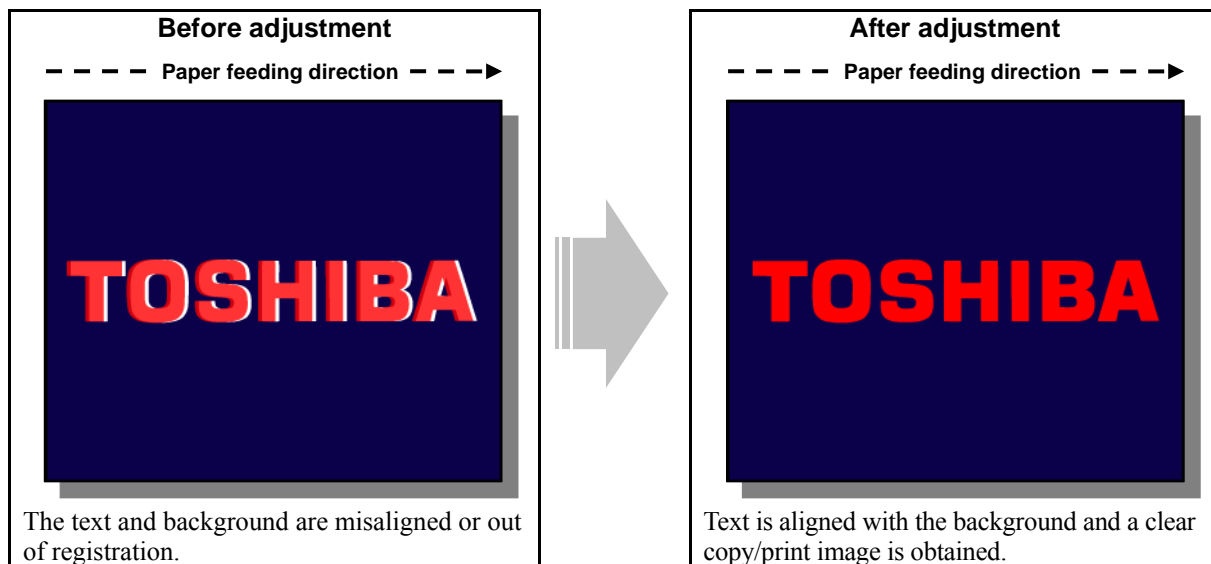 Before adjustment
Paper feeding direction
TOSHIBA
The text and background are misaligned or out
of registration.
After adjustment
Paper feeding direction
TOSHIBA
Text is aligned with the background and a clear
copy/print image is obtained.